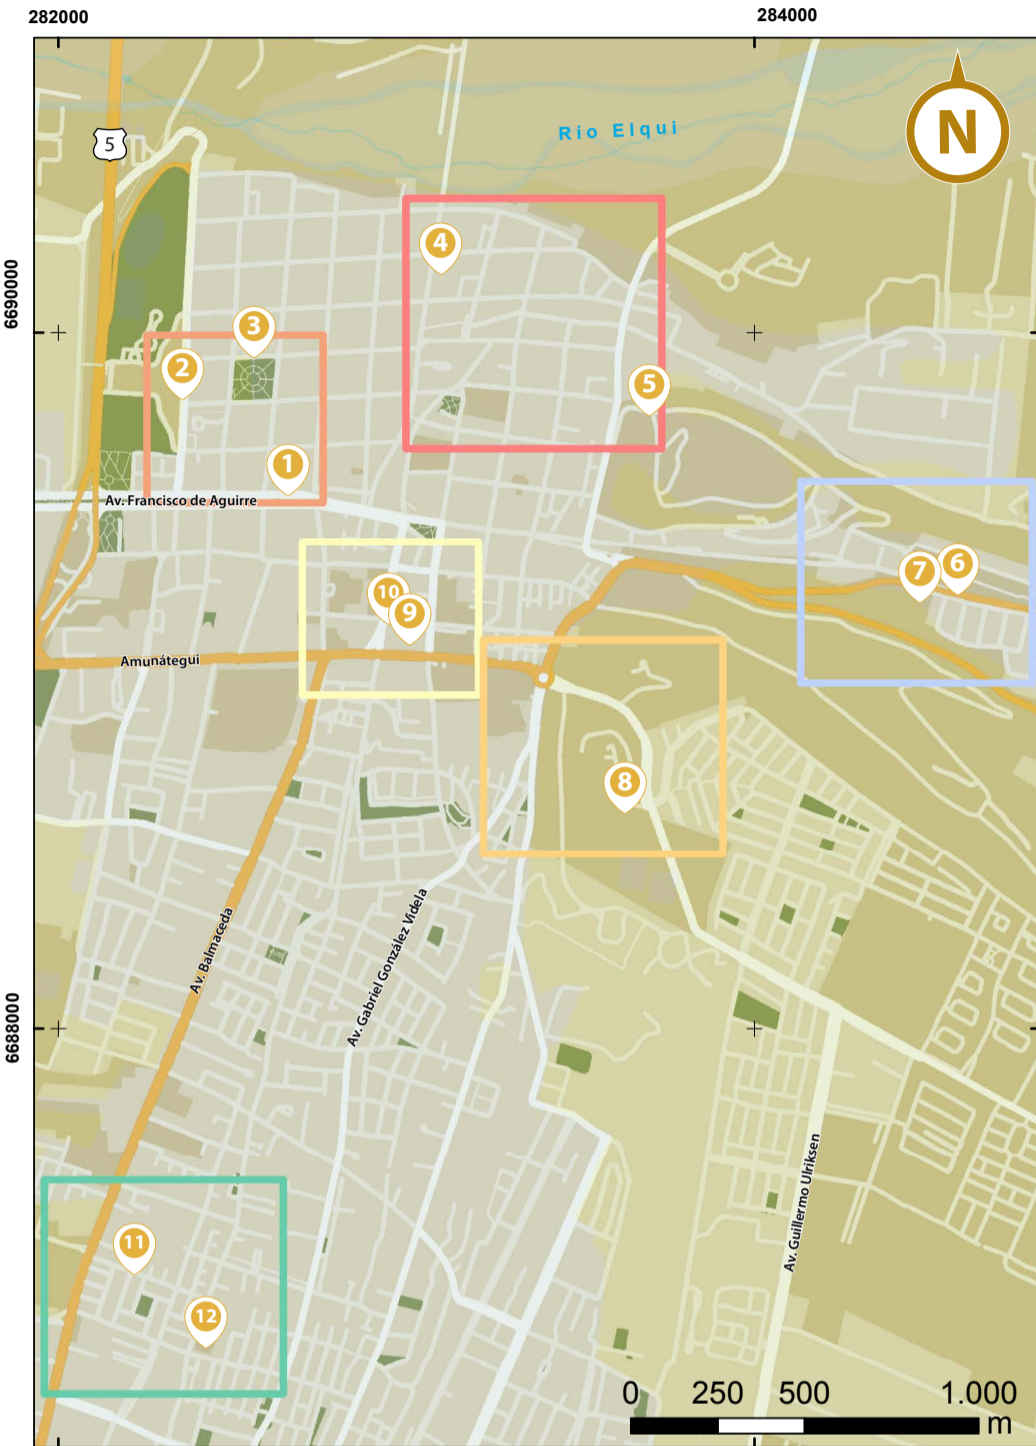 282000
284000
Río Elqui
N
5
4
6690000
3
2
5
1
Av. Francisco de Aguirre
7
6
10
9
Amunátegui
8
Av. Balmaceda
Av. Gabriel González Videla
6688000
Av. Guillermo Ulriksen
11
12
0 250 500 1.000
m